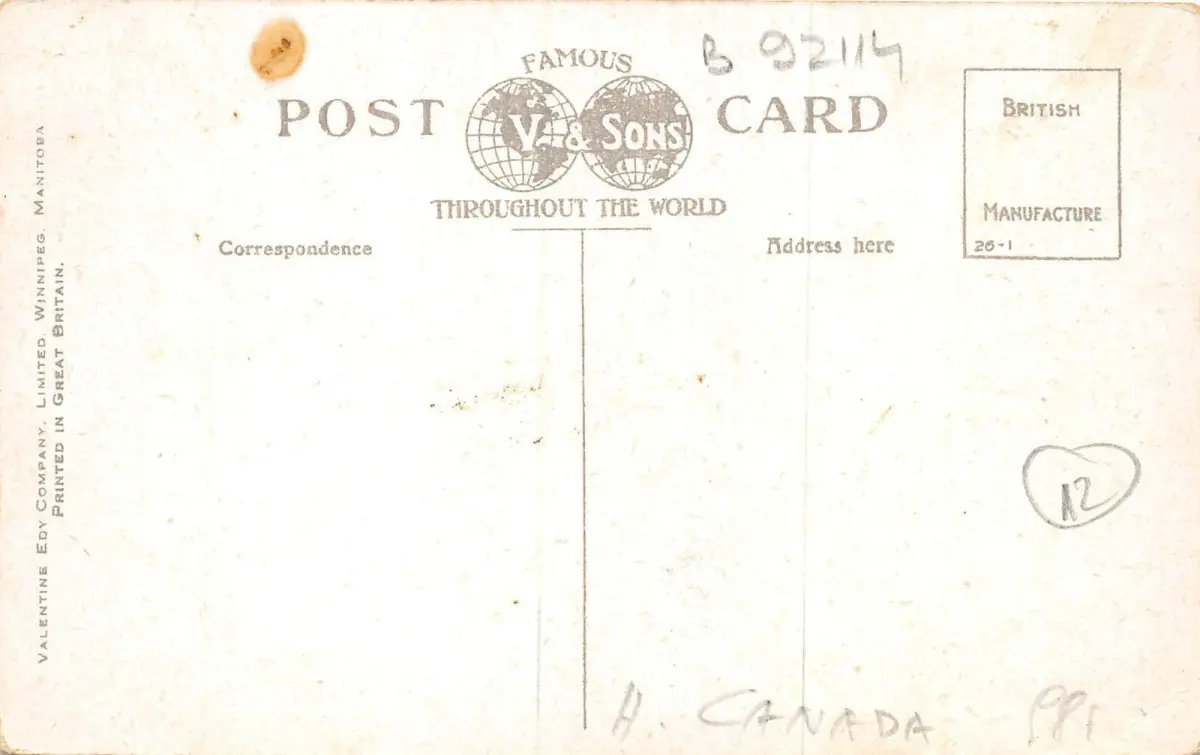 B 92114
FAMOUS
POST V. & SONS CARD
THROUGHOUT THE WORLD
BRITISH
MANUFACTURE
26-1
Correspondence
Address here
VALENTINE EDY COMPANY, LIMITED. WINNIPEG, MANITOBA
PRINTED IN GREAT BRITAIN.
12
H. CANADA